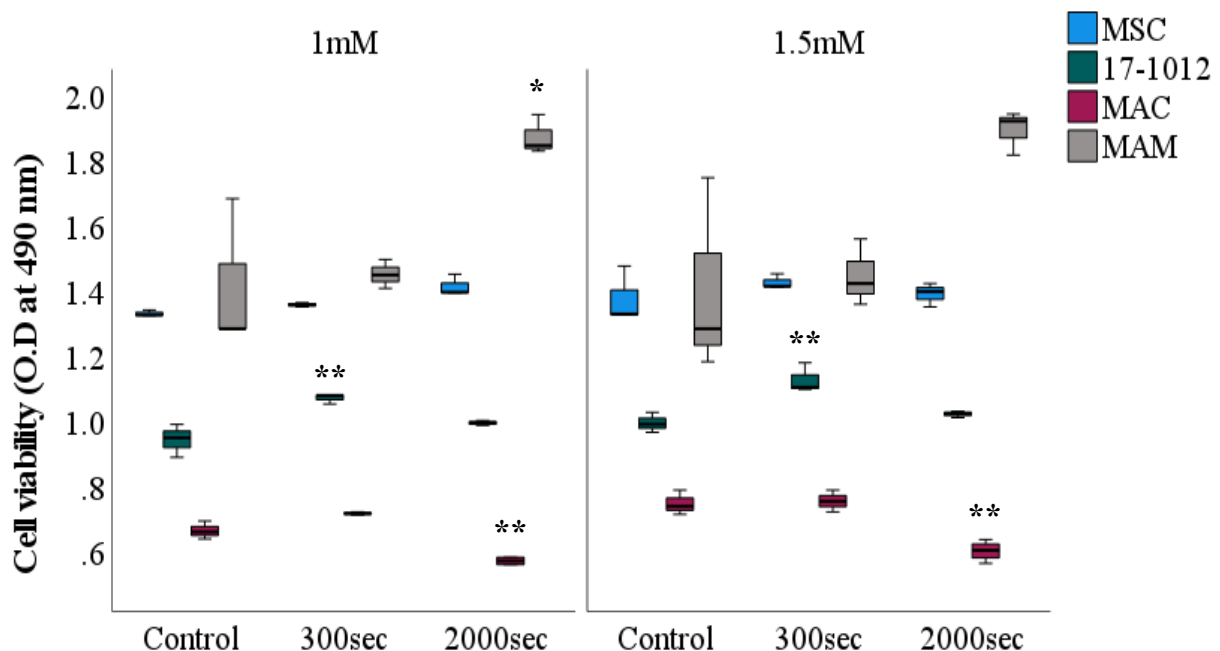 1mM
1.5mM
MSC
17-1012
MAC
MAM
Cell viability (O.D at 490 nm)
2.0
1.8
1.6
1.4
1.2
1.0
.8
.6
*
**
**
**
**
Control
300sec
2000sec
Control
300sec
2000sec